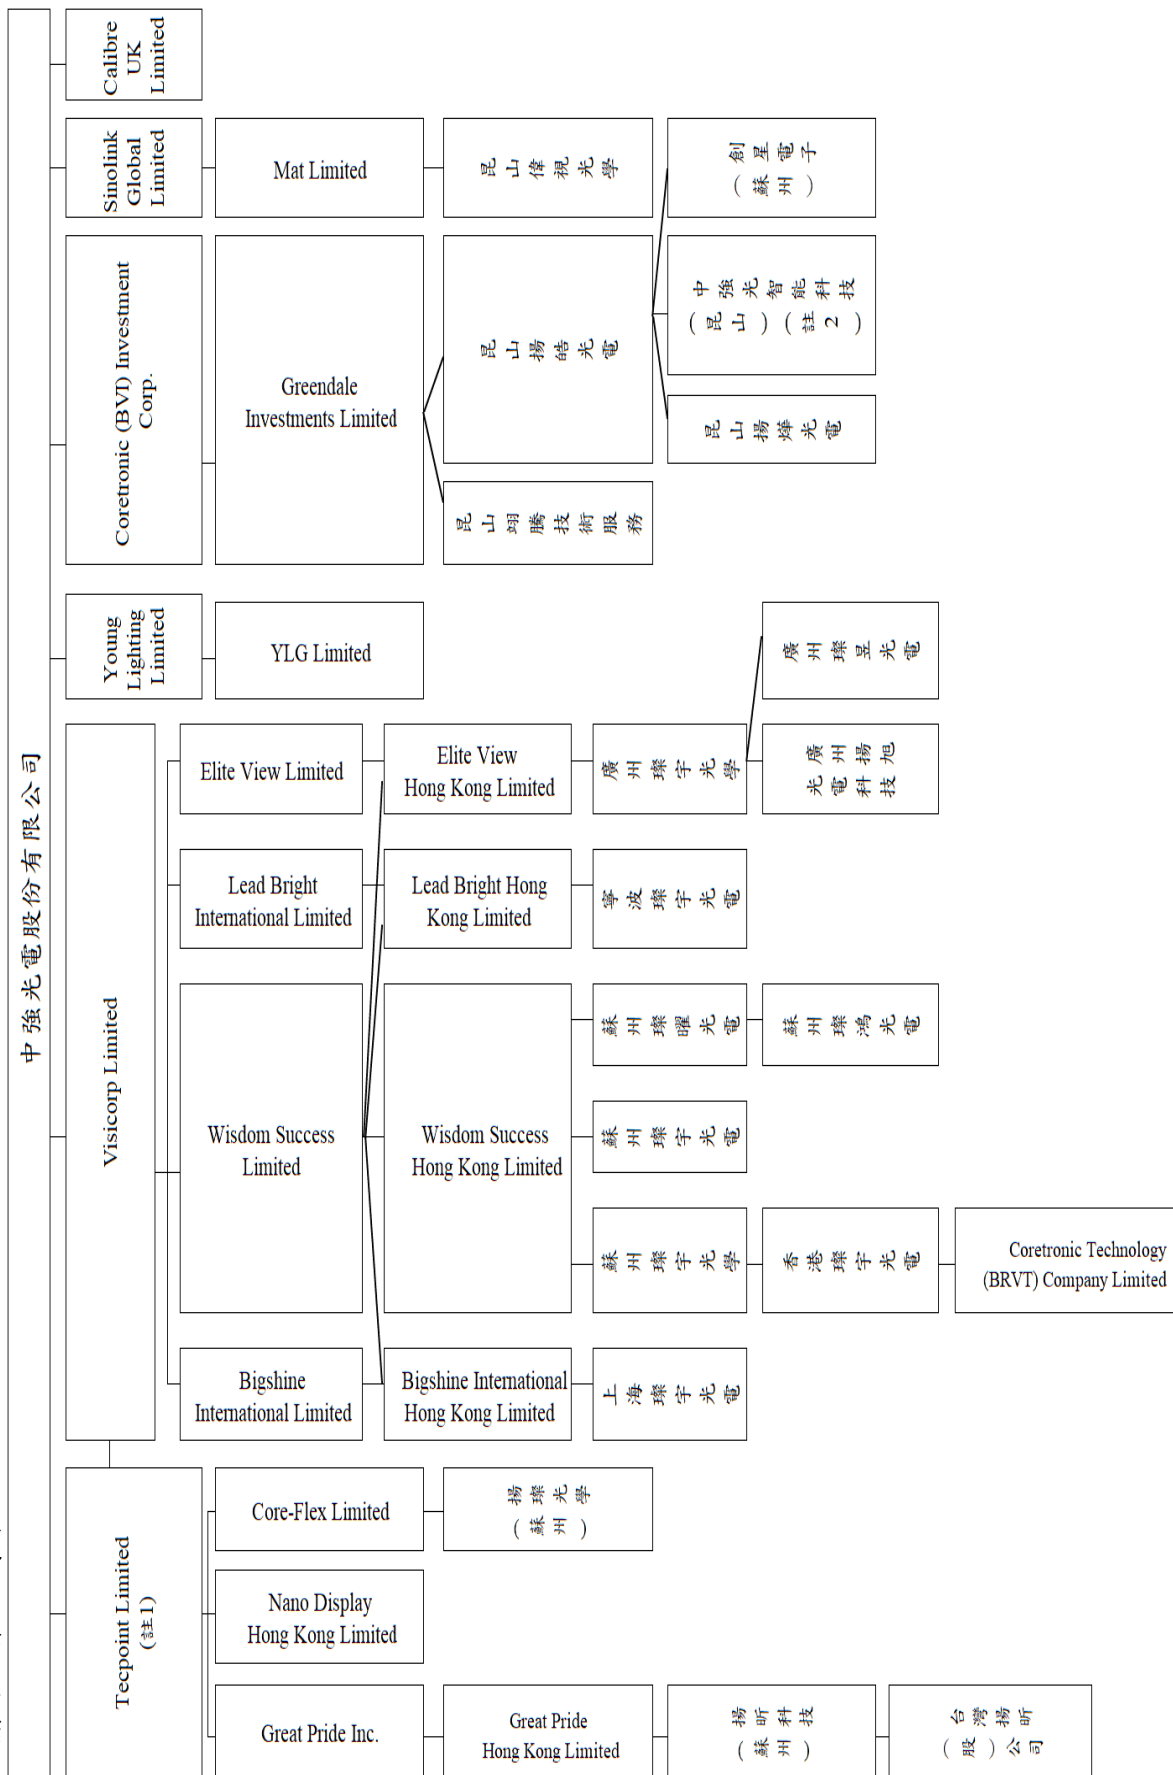 中強光電股份有限公司
Calibre
UK
Limited
Sinolink
Global
Limited
Mat Limited
昆山偉視光學
創星電子
(蘇州)
Coretronic (BVI) Investment
Corp.
Greendale
Investments Limited
昆山揚皓光電
中強光智能科技
(昆山)(註2)
昆山揚燁光電
昆山翊騰技術服務
Young
Lighting
Limited
YLG Limited
Visicorp Limited
Elite View Limited
Elite View
Hong Kong Limited
廣州璨宇光學
廣州璨昱光電
廣州揚旭
光電科技
Lead Bright
International Limited
Lead Bright Hong
Kong Limited
寧波璨宇光電
Wisdom Success
Limited
Wisdom Success
Hong Kong Limited
蘇州璨曜光電
蘇州璨鴻光電
蘇州璨宇光電
蘇州璨宇光學
香港璨宇光電
Coretronic Technology
(BRVT) Company Limited
Bigshine
International Limited
Bigshine International
Hong Kong Limited
上海璨宇光電
Tecpoint Limited
(註1)
Core-Flex Limited
揚璨光學
(蘇州)
Nano Display
Hong Kong Limited
Great Pride Inc.
Great Pride
Hong Kong Limited
揚昕科技
(蘇州)
台灣揚昕
(股)公司